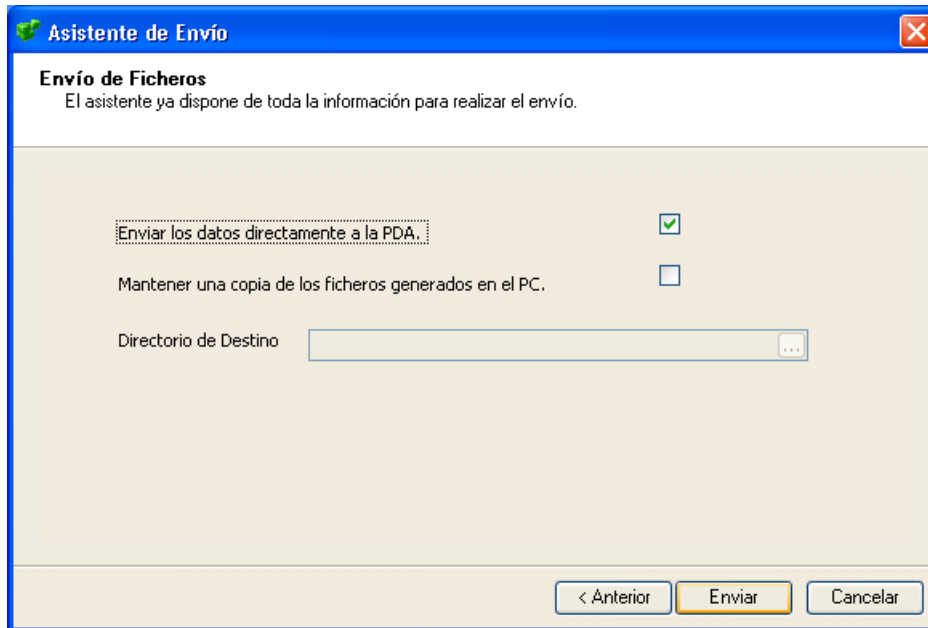 Asistente de Envío
Envío de Ficheros
El asistente ya dispone de toda la información para realizar el envío.
Enviar los datos directamente a la PDA.
Mantener una copia de los ficheros generados en el PC.
Directorio de Destino
...
< Anterior
Enviar
Cancelar